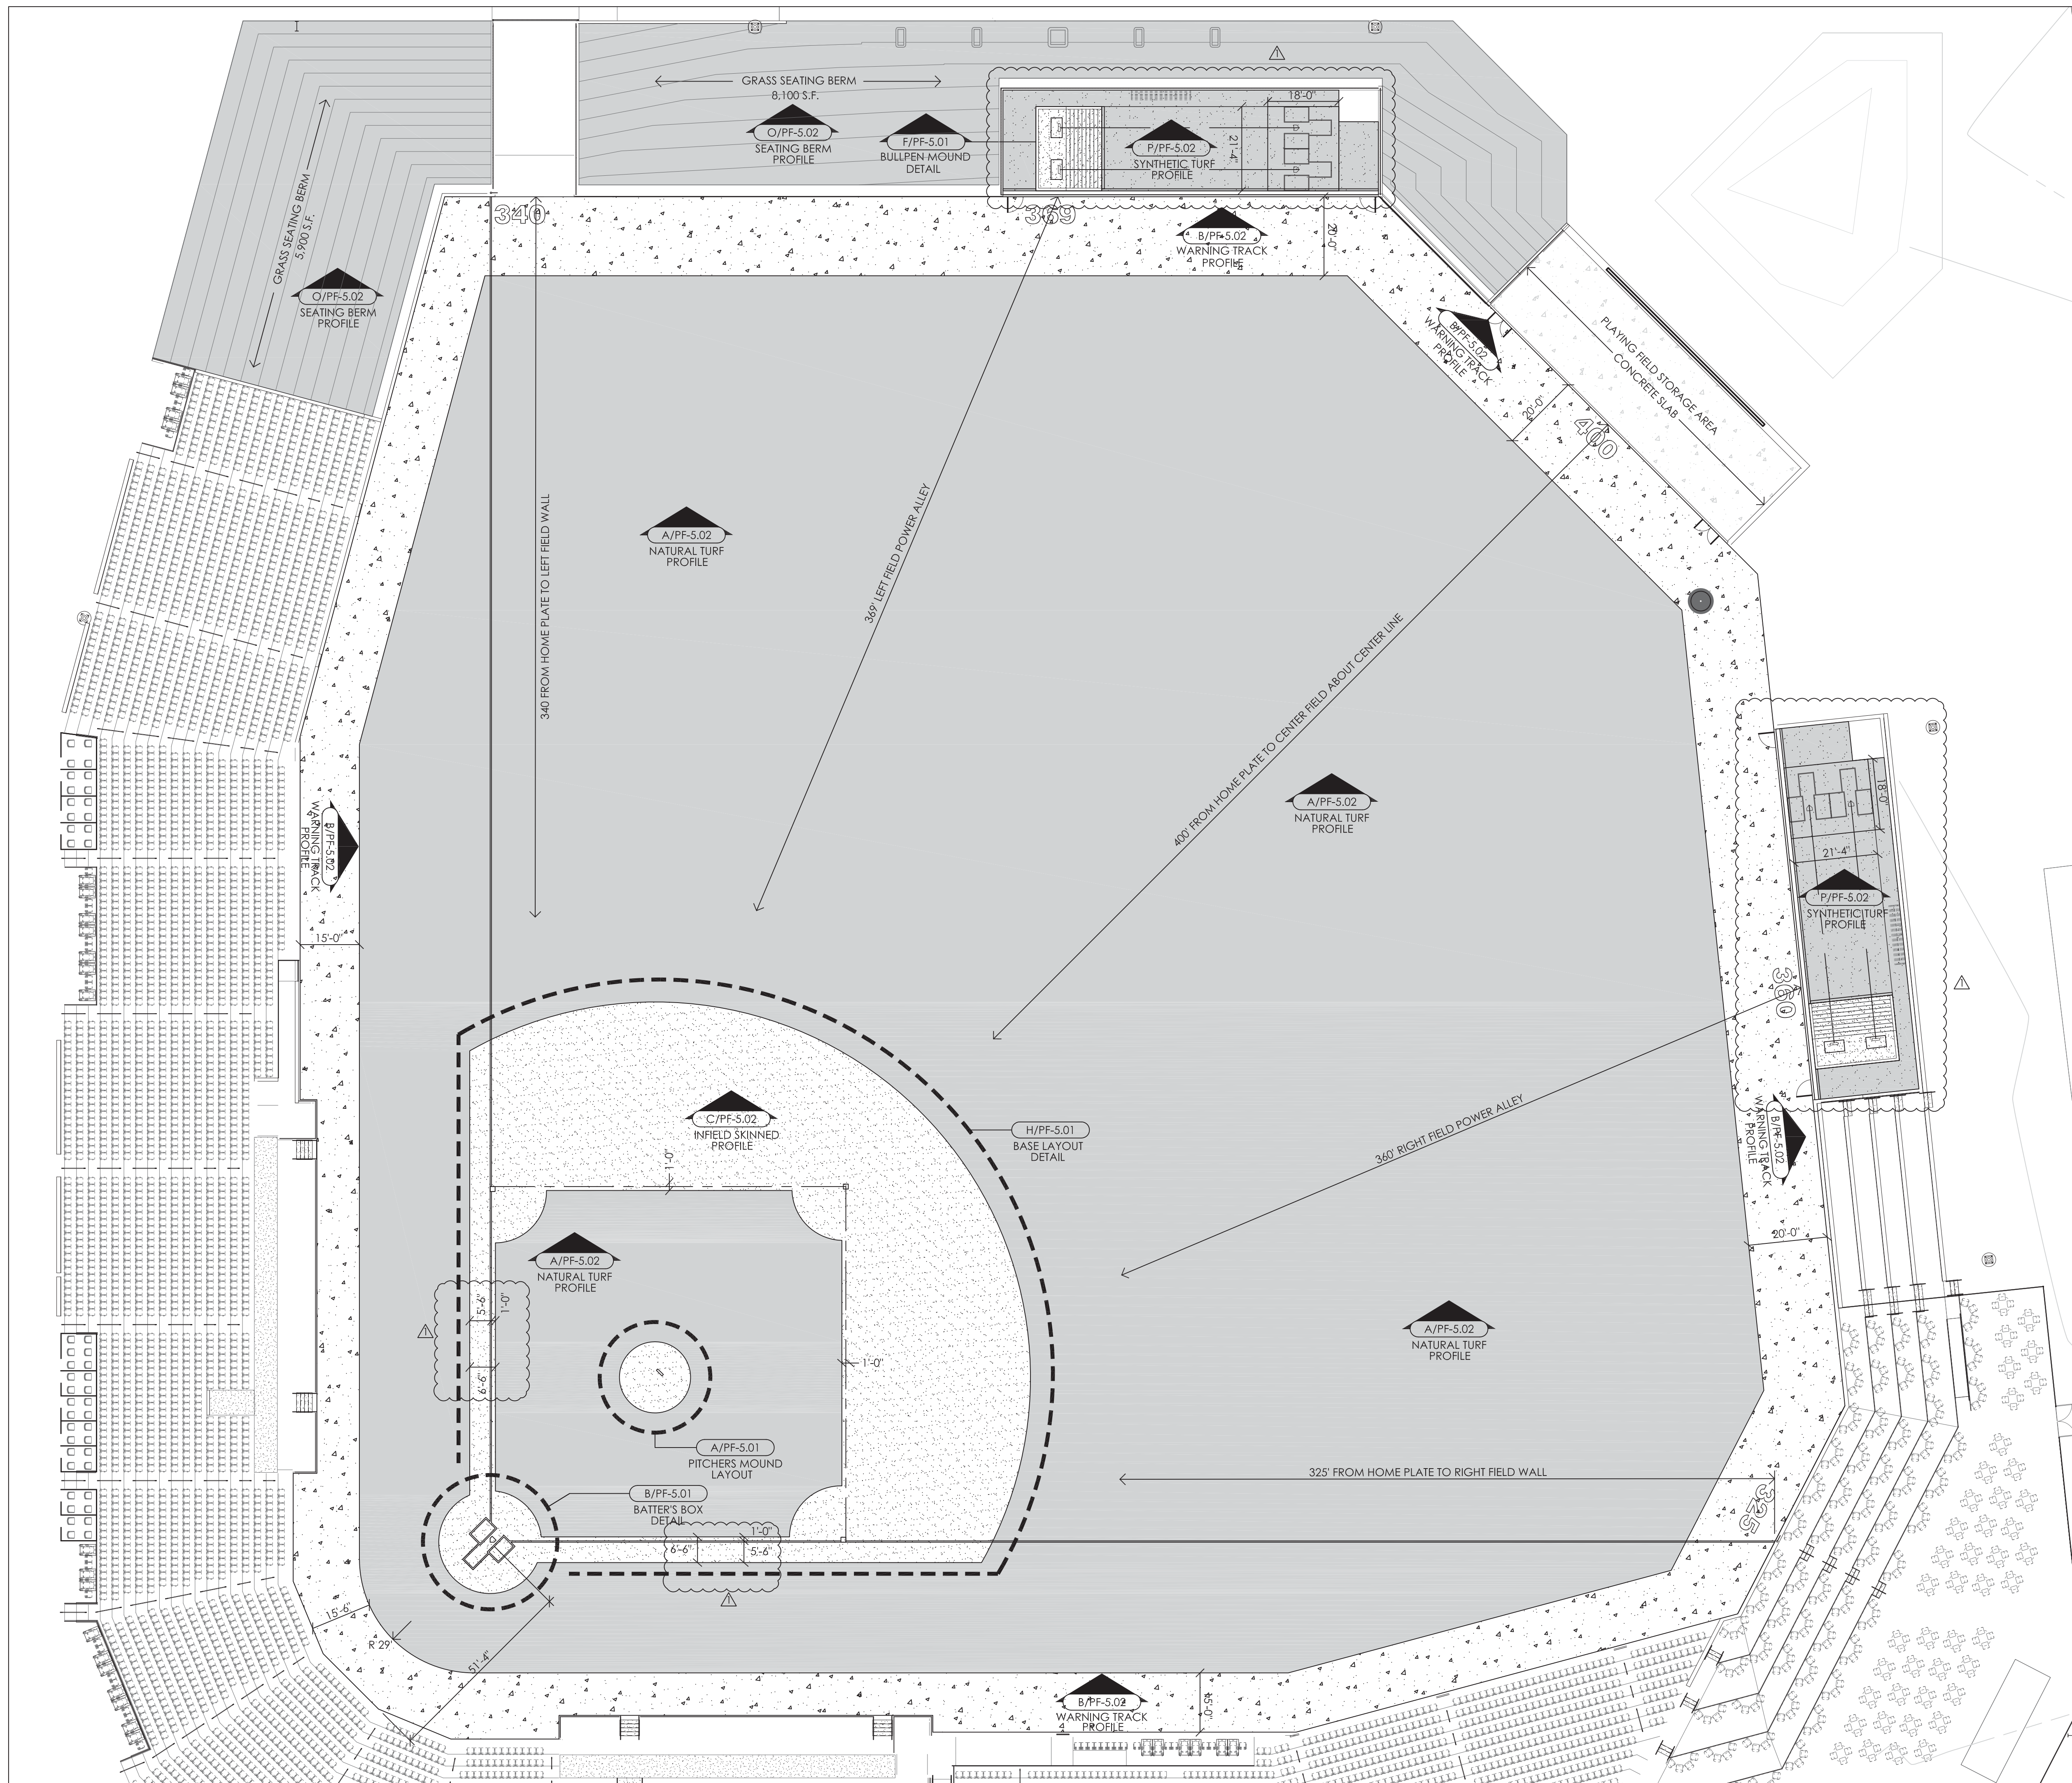 GRASS SEATING BERM
8,100 S.F.
O/PF-5.02
SEATING BERM
PROFILE
F/PF-5.01
BULLPEN MOUND
DETAIL
18'-0"
21'-4"
P/PF-5.02
SYNTHETIC TURF
PROFILE
1
GRASS SEATING BERM
5,900 S.F.
O/PF-5.02
SEATING BERM
PROFILE
340
369
B/PF-5.02
WARNING TRACK
PROFILE
20'-0"
B/PF-5.02
WARNING TRACK
PROFILE
PLAYING FIELD STORAGE AREA
CONCRETE SLAB
20'-0"
400
340 FROM HOME PLATE TO LEFT FIELD WALL
369' LEFT FIELD POWER ALLEY
A/PF-5.02
NATURAL TURF
PROFILE
400' FROM HOME PLATE TO CENTER FIELD ABOUT CENTER LINE
A/PF-5.02
NATURAL TURF
PROFILE
18'-0"
21'-4"
P/PF-5.02
SYNTHETIC TURF
PROFILE
1
360
B/PF-5.02
WARNING TRACK
PROFILE
15'-0"
C/PF-5.02
INFIELD SKINNED
PROFILE
1'-0"
H/PF-5.01
BASE LAYOUT
DETAIL
360' RIGHT FIELD POWER ALLEY
B/PF-5.02
WARNING TRACK
PROFILE
20'-0"
A/PF-5.02
NATURAL TURF
PROFILE
5'-6"
1'-0"
6'-6"
1
1'-0"
A/PF-5.02
NATURAL TURF
PROFILE
A/PF-5.01
PITCHERS MOUND
LAYOUT
B/PF-5.01
BATTER'S BOX
DETAIL
1'-0"
6'-6"
5'-6"
1
325' FROM HOME PLATE TO RIGHT FIELD WALL
325
15'-6"
R 29'
51'-4"
B/PF-5.02
WARNING TRACK
PROFILE
15'-0"